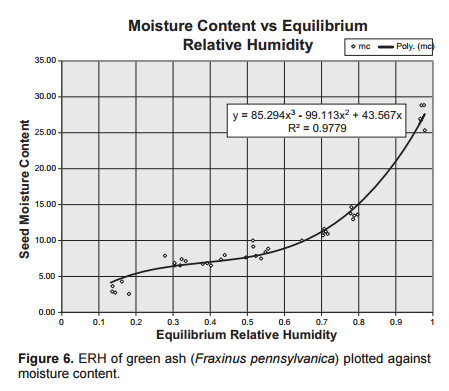 Moisture Content vs Equilibrium
Relative Humidity
mc
Poly. (mc)
y = 85.294x³ - 99.113x² + 43.567x
R² = 0.9779
Seed Moisture Content
35.00
30.00
25.00
20.00
15.00
10.00
5.00
0.00
0 0.1 0.2 0.3 0.4 0.5 0.6 0.7 0.8 0.9 1
Equilibrium Relative Humidity
Figure 6. ERH of green ash (Fraxinus pennsylvanica) plotted against
moisture content.